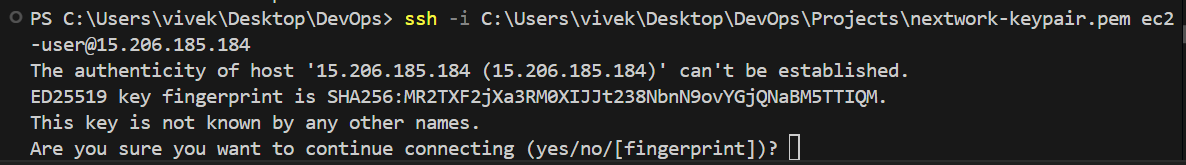 PS C:\Users\vivek\Desktop\DevOps> ssh -i C:\Users\vivek\Desktop\DevOps\Projects\nextwork-keypair.pem ec2
-user@15.206.185.184
The authenticity of host '15.206.185.184 (15.206.185.184)' can't be established.
ED25519 key fingerprint is SHA256:MR2TXF2jXa3RM0XIJJt238NbnN9ovYGjQNaBM5TTIQM.
This key is not known by any other names.
Are you sure you want to continue connecting (yes/no/[fingerprint])?